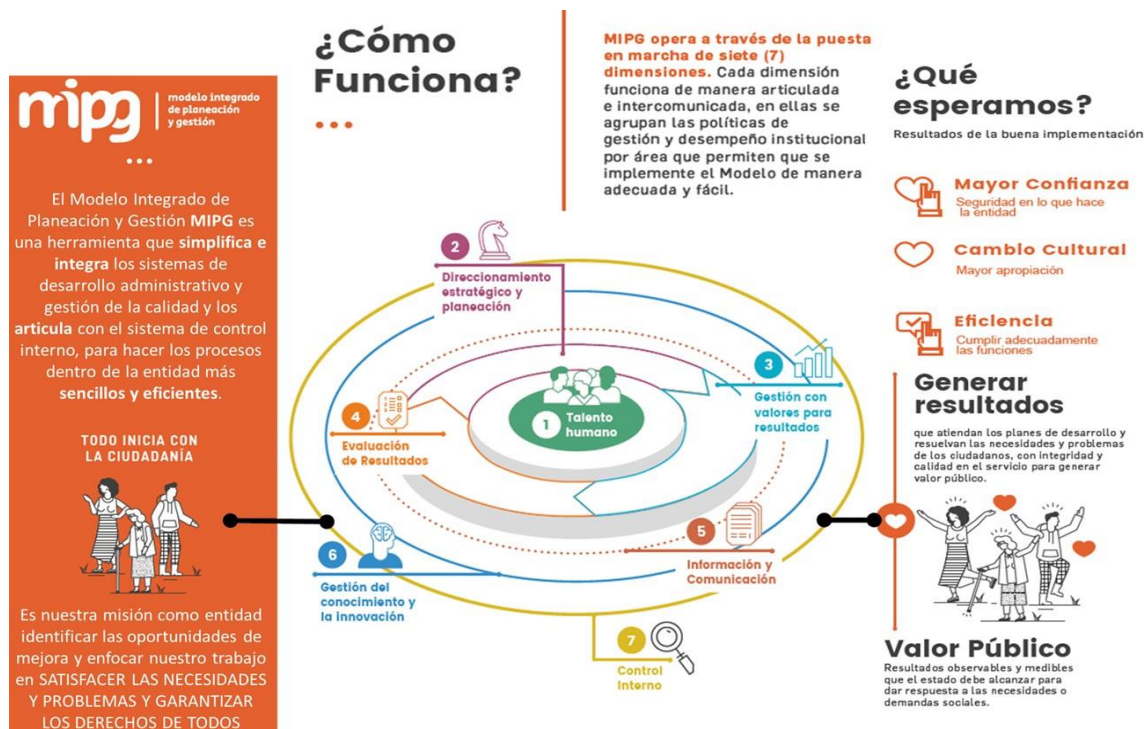 mipg
modelo integrado
de planeación
y gestión
El Modelo Integrado de
Planeación y Gestión MIPG es
una herramienta que simplifica e
integra los sistemas de
desarrollo administrativo y
gestión de la calidad y los
articula con el sistema de control
interno, para hacer los procesos
dentro de la entidad más
sencillos y eficientes.
TODO INICIA CON
LA CIUDADANÍA
Es nuestra misión como entidad
identificar las oportunidades de
mejora y enfocar nuestro trabajo
en SATISFACER LAS NECESIDADES
Y PROBLEMAS Y GARANTIZAR
LOS DERECHOS DE TODOS
¿Cómo
Funciona?
MIPG opera a través de la puesta
en marcha de siete (7)
dimensiones. Cada dimensión
funciona de manera articulada
e intercomunicada, en ellas se
agrupan las políticas de
gestión y desempeño institucional
por área que permiten que se
implemente el Modelo de manera
adecuada y fácil.
1 Talento
humano
2
Direccionamiento
estratégico y
planeación
3
Gestión con
valores para
resultados
4
Evaluación
de Resultados
5
Información y
Comunicación
6
Gestión del
conocimiento y
la innovación
7
Control
Interno
¿Qué
esperamos?
Resultados de la buena implementación
Mayor Confianza
Seguridad en lo que hace
la entidad
Cambio Cultural
Mayor apropiación
Eficiencia
Cumplir adecuadamente
las funciones
Generar
resultados
que atiendan los planes de desarrollo y
resuelvan las necesidades y problemas
de los ciudadanos, con integridad y
calidad en el servicio para generar
valor público.
Valor Público
Resultados observables y medibles
que el estado debe alcanzar para
dar respuesta a las necesidades o
demandas sociales.